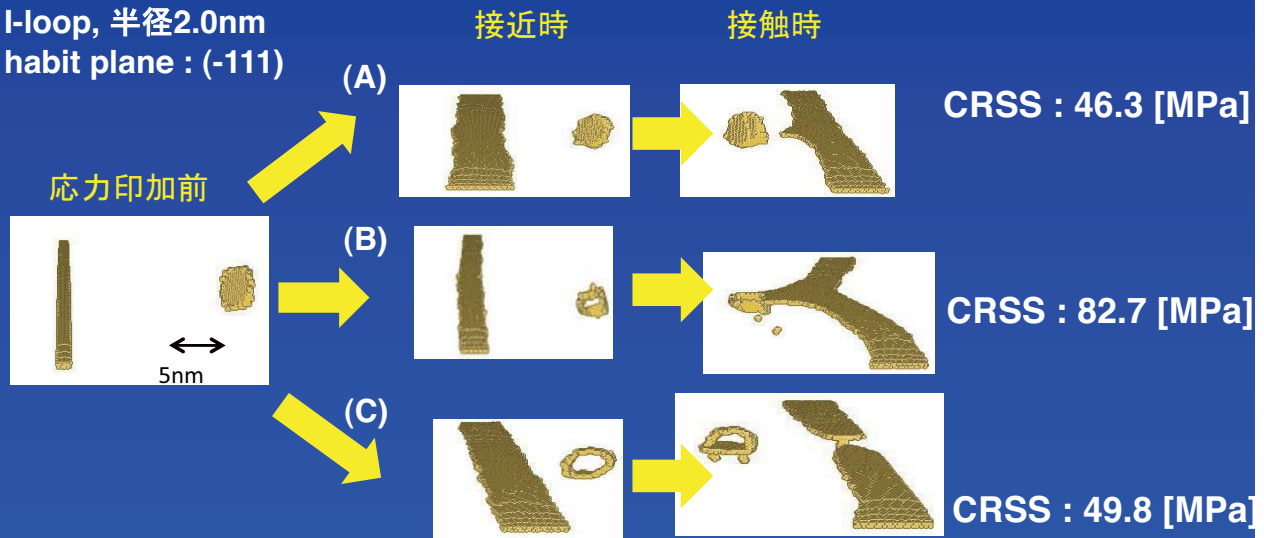 I-loop, 半径2.0nm
habit plane : (-111)
接近時
接触時
(A)
CRSS : 46.3 [MPa]
応力印加前
5nm
(B)
CRSS : 82.7 [MPa]
(C)
CRSS : 49.8 [MPa]